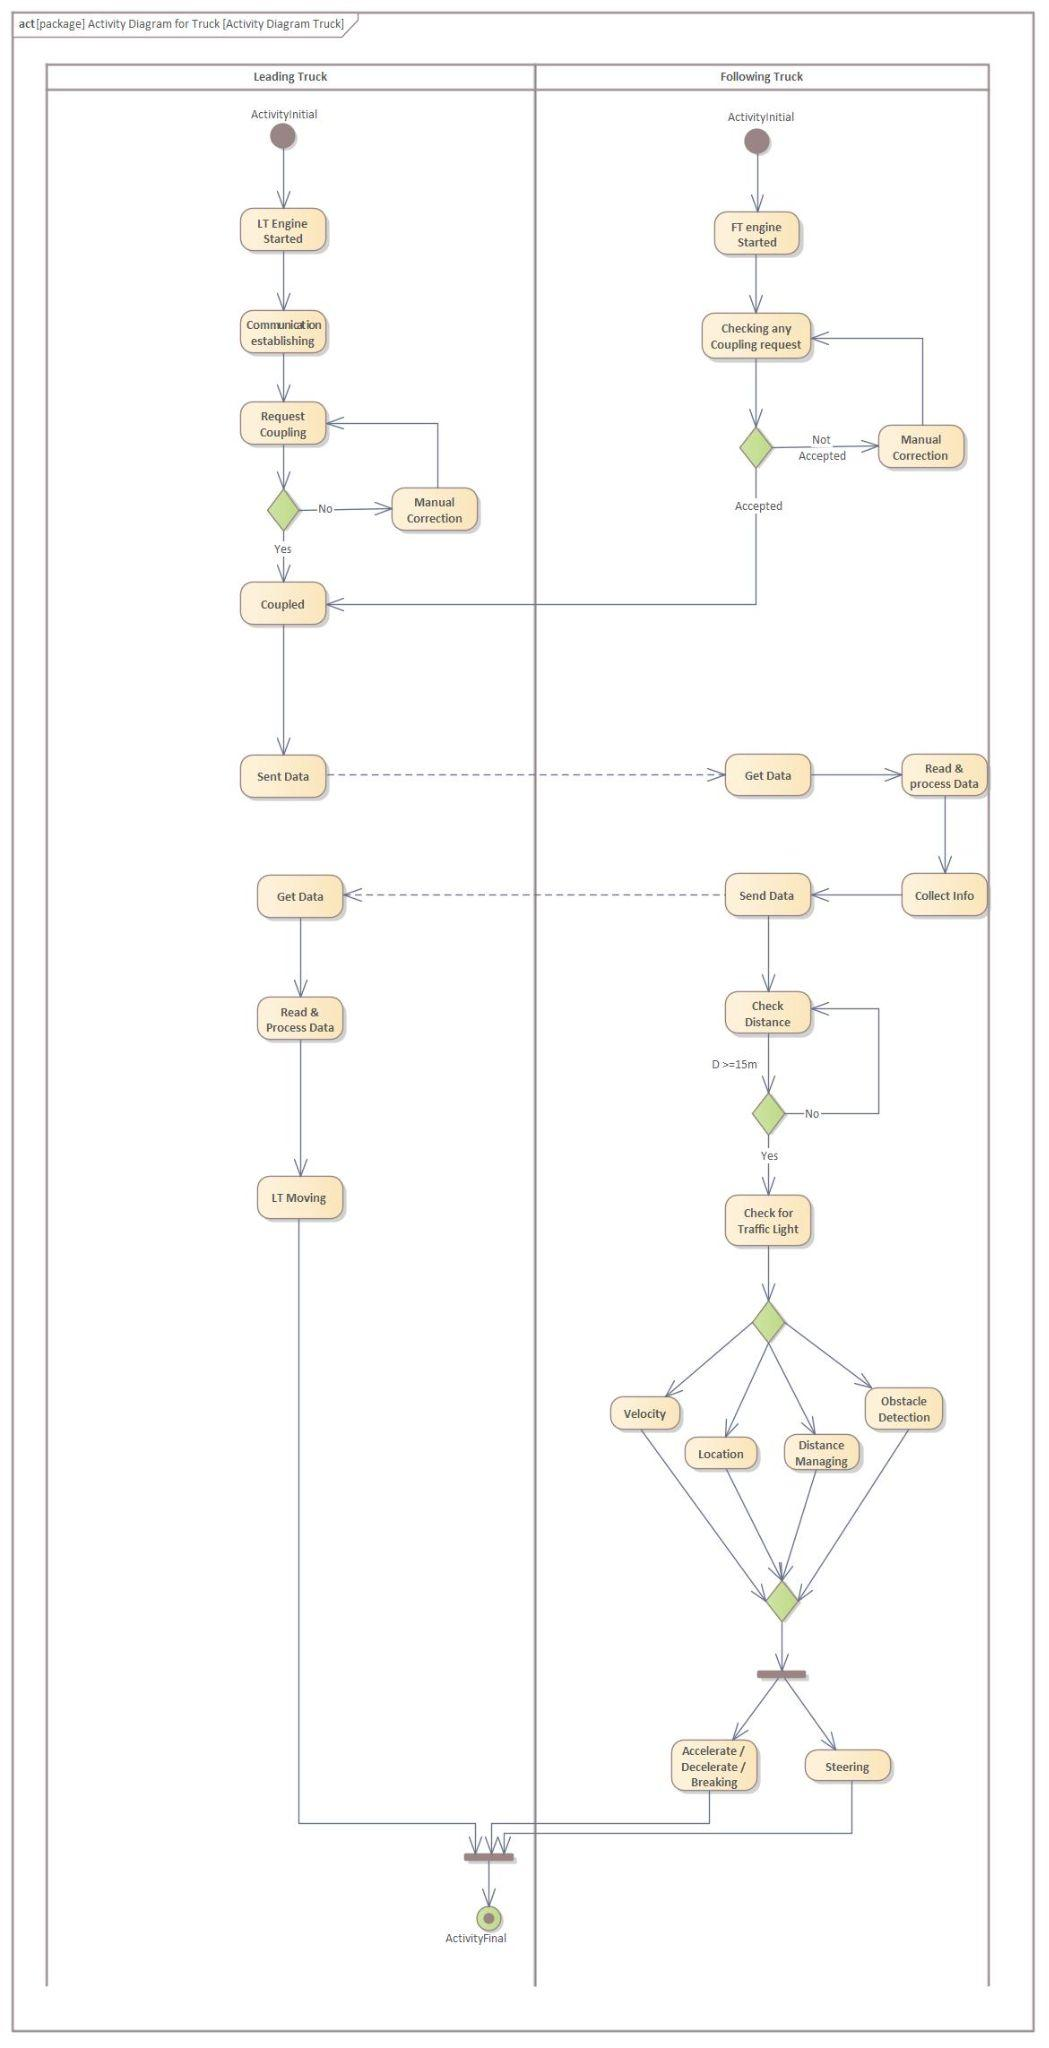 act [package] Activity Diagram for Truck [Activity Diagram Truck]
Leading Truck
Following Truck
ActivityInitial
ActivityInitial
LT Engine
Started
FT engine
Started
Communication
establishing
Checking any
Coupling request
Request
Coupling
Not
Accepted
Manual
Correction
No
Manual
Correction
Accepted
Yes
Coupled
Sent Data
Get Data
Read &
process Data
Get Data
Send Data
Collect Info
Read &
Process Data
Check
Distance
D >=15m
No
Yes
LT Moving
Check for
Traffic Light
Velocity
Location
Distance
Managing
Obstacle
Detection
Accelerate /
Decelerate /
Breaking
Steering
ActivityFinal